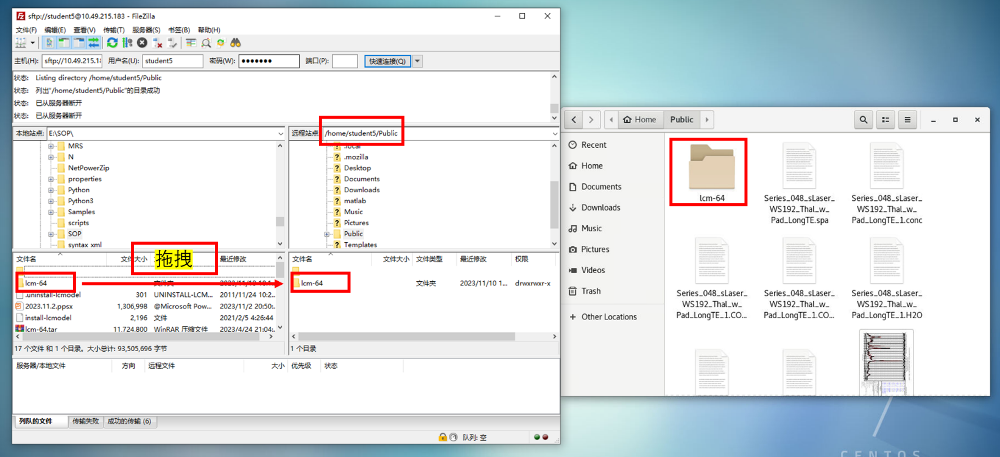 sftp://student5@10.49.215.183 - FileZilla
文件(F) 编辑(E) 查看(V) 传输(T) 服务器(S) 书签(B) 帮助(H)
主机(H): sftp://10.49.215.1 用户名(U): student5 密码(W): ●●●●●●● 端口(P): 快速连接(Q)
状态: Listing directory /home/student5/Public
状态: 列出"/home/student5/Public"的目录成功
状态: 已从服务器断开
状态: 已从服务器断开
本地站点: E:\SOP\
MRS
N
NetPowerZip
properties
Python
Python3
Samples
scripts
SOP
syntax xml
远程站点: /home/student5/Public
.local
.mozilla
Desktop
Documents
Downloads
matlab
Music
Pictures
Public
Templates
文件名 文件大小 最近修改
拖拽
lcm-64 文件夹 2023/11/10 10:1...
.uninstall-lcmodel 301 UNINSTALL-LCM... 2011/11/24 10:2...
2023.11.2.ppsx 1,306,998 @Microsoft Pow... 2023/11/2 20:50:...
install-lcmodel 2,196 文件 2021/2/5 4:26:44
lcm-64.tar 11,724,800 WinRAR 压缩文件 2023/4/24 21:04:...
17 个文件 和 1 个目录。大小总计: 93,505,696 字节
文件名 文件大小 文件类型 最近修改 权限
lcm-64 文件夹 2023/11/10 1... drwxrwxr-x
1 个目录
服务器/本地文件 方向 远程文件 大小 优先级 状态
列队的文件 传输失败 成功的传输 (6)
队列: 空
Home Public
Recent
Home
Documents
Downloads
Music
Pictures
Videos
Trash
+ Other Locations
lcm-64
Series_048_sLaser_
WS192_Thal_w_
Pad_LongTE.spa
Series_048_sLaser_
WS192_Thal_w_
Pad_LongTE_1.conc
Series_048_sLaser_
WS192_Thal_w_
Pad_LongTE_1.CO...
Series_048_sLaser_
WS192_Thal_w_
Pad_LongTE_1.CO...
Series_048_sLaser_
WS192_Thal_w_
Pad_LongTE_1.H2O
CENTOS